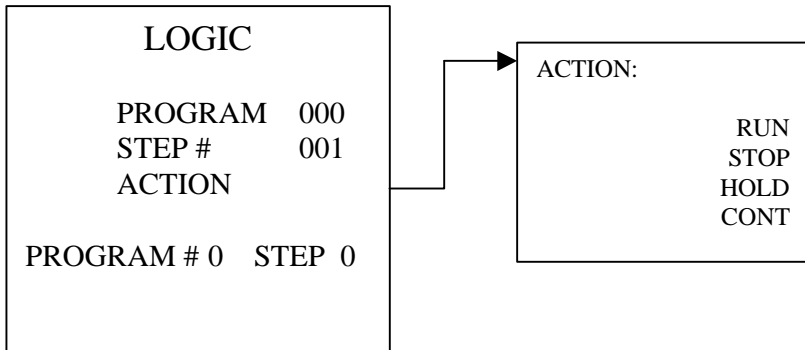 LOGIC
PROGRAM 000
STEP # 001
ACTION
PROGRAM # 0 STEP 0
ACTION:
RUN
STOP
HOLD
CONT